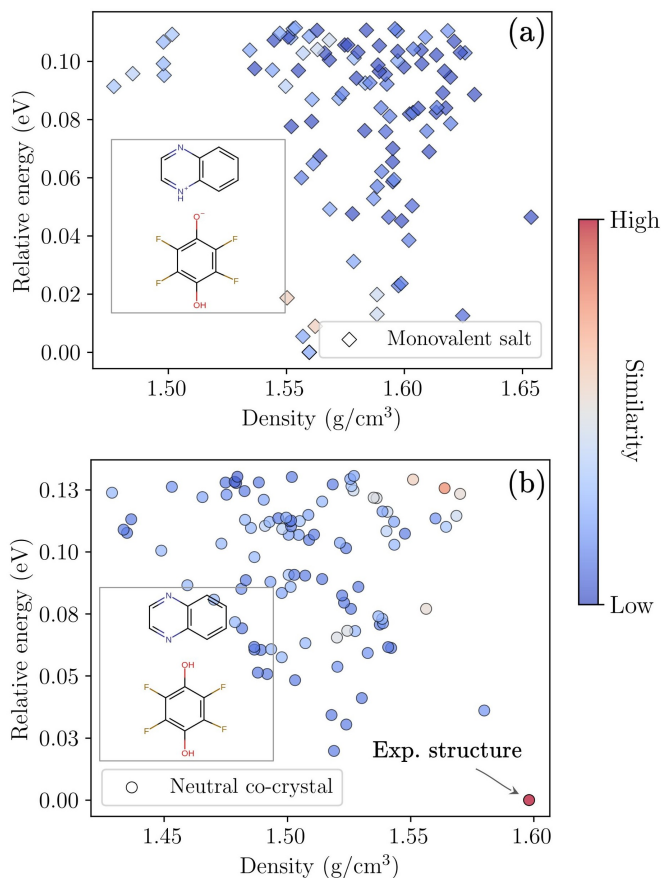 (a)
Relative energy (eV)
0.10
0.08
0.06
0.04
0.02
0.00
N
N⁺
H
O⁻
F
F
F
F
OH
Monovalent salt
1.50
1.55
1.60
1.65
Density (g/cm³)
High
Similarity
Low
(b)
Relative energy (eV)
0.13
0.10
0.08
0.05
0.03
0.00
N
N
OH
F
F
F
F
OH
Exp. structure
Neutral co-crystal
1.45
1.50
1.55
1.60
Density (g/cm³)